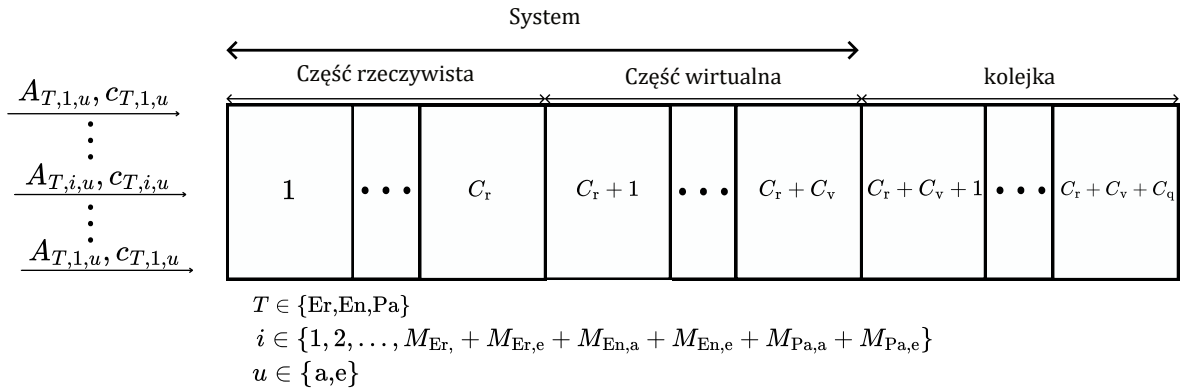 System
Część rzeczywista Część wirtualna kolejka
A_{T,1,u}, c_{T,1,u}
A_{T,i,u}, c_{T,i,u}
A_{T,1,u}, c_{T,1,u}
1 ... C_r C_r + 1 ... C_r + C_v C_r + C_v + 1 ... C_r + C_v + C_q
T ∈ {Er,En,Pa}
i ∈ {1, 2, ..., M_{Er,} + M_{Er,e} + M_{En,a} + M_{En,e} + M_{Pa,a} + M_{Pa,e}}
u ∈ {a,e}